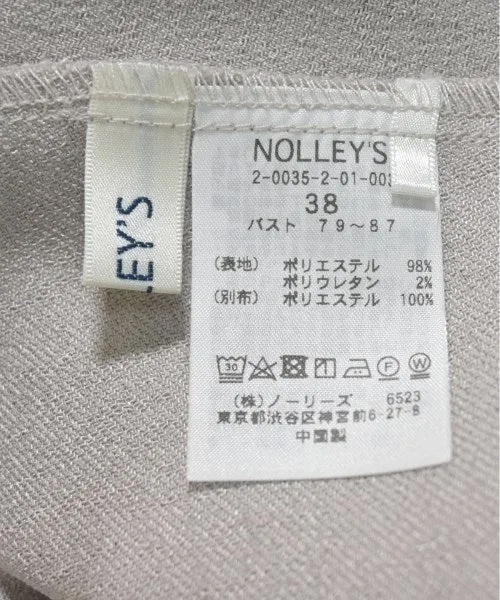 NOLLEY'S
2-0035-2-01-003
38
バスト 79～87
(表地) ポリエステル 98%
ポリウレタン 2%
(別布) ポリエステル 100%
30
F W
(株)ノーリーズ 6523
東京都渋谷区神宮前6-27-8
中国製
LEY'S